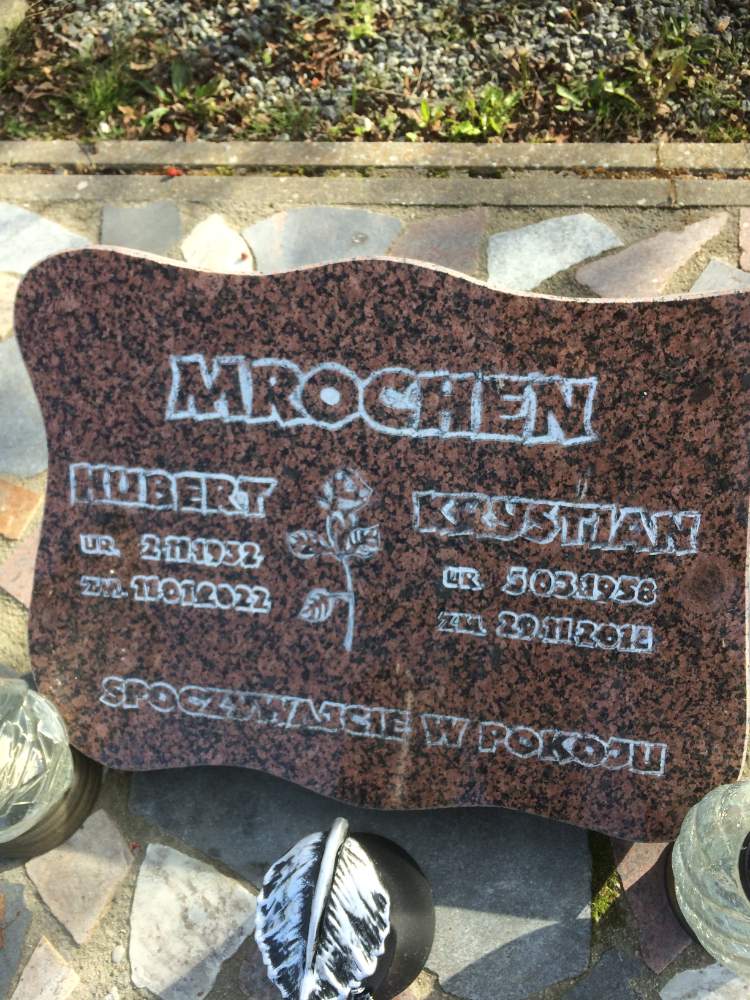 MROCHEN
HUBERT
UR. 2.11.1932
ZM. 11.01.2022
KRYSTIAN
UR. 5.03.1958
ZM. 29.11.2015
SPOCZYWAJCIE W POKOJU